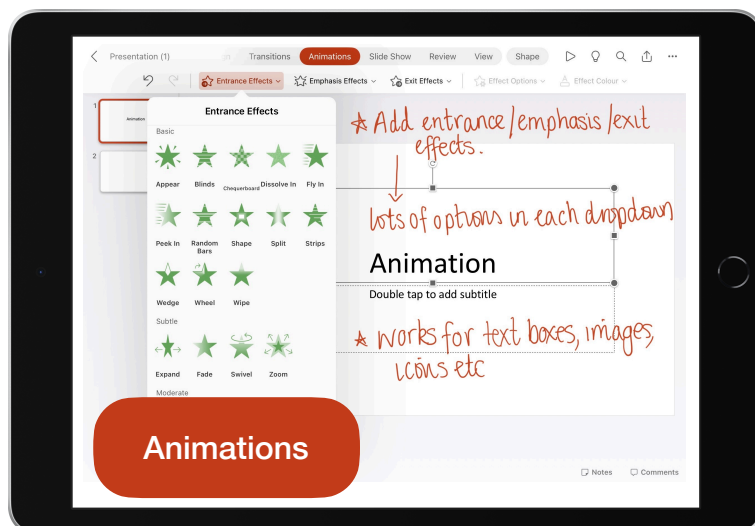 Presentation (1)
Transitions
Animations
Slide Show
Review
View
Shape
Entrance Effects
Emphasis Effects
Exit Effects
Effect Options
Effect Colour
1
Animation
2
Entrance Effects
Basic
Appear
Blinds
Chequerboard
Dissolve In
Fly In
Peek In
Random
Bars
Shape
Split
Strips
Wedge
Wheel
Wipe
Subtle
Expand
Fade
Swivel
Zoom
Moderate
Add entrance/emphasis/exit
effects.
lots of options in each dropdown
Animation
Double tap to add subtitle
works for text boxes, images,
icons etc
Animations
Notes
Comments